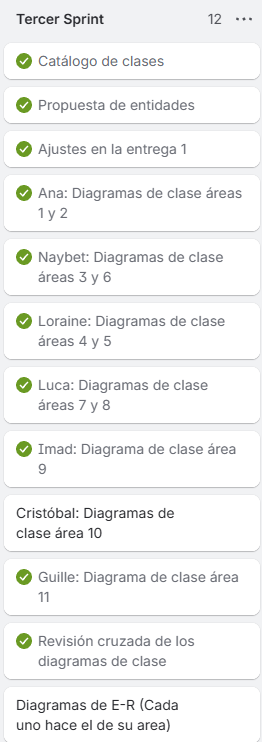 Tercer Sprint 12 ...
Catálogo de clases
Propuesta de entidades
Ajustes en la entrega 1
Ana: Diagramas de clase áreas
1 y 2
Naybet: Diagramas de clase
áreas 3 y 6
Loraine: Diagramas de clase
áreas 4 y 5
Luca: Diagramas de clase
áreas 7 y 8
Imad: Diagrama de clase área
9
Cristóbal: Diagramas de
clase área 10
Guille: Diagrama de clase área
11
Revisión cruzada de los
diagramas de clase
Diagramas de E-R (Cada
uno hace el de su area)